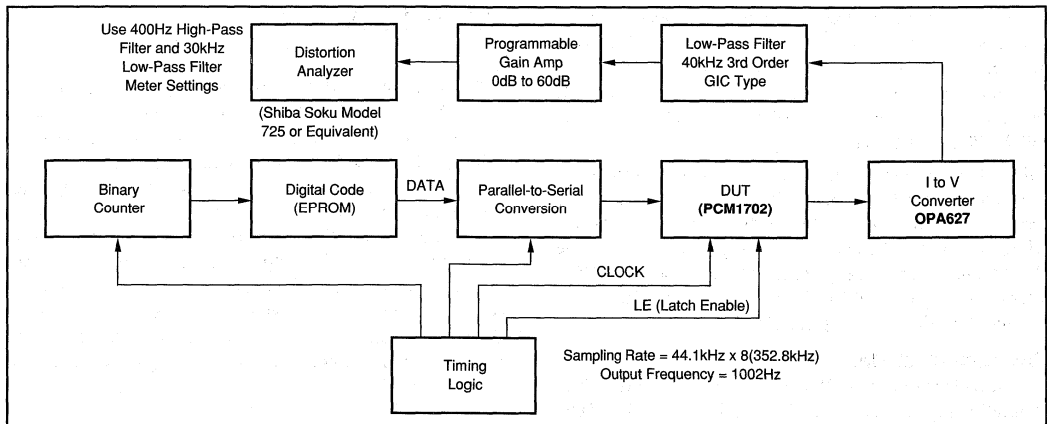 Use 400Hz High-Pass
Filter and 30kHz
Low-Pass Filter
Meter Settings
Distortion
Analyzer
(Shiba Soku Model
725 or Equivalent)
Programmable
Gain Amp
0dB to 60dB
Low-Pass Filter
40kHz 3rd Order
GIC Type
Binary
Counter
Digital Code
(EPROM)
DATA
Parallel-to-Serial
Conversion
DUT
(PCM1702)
I to V
Converter
OPA627
CLOCK
LE (Latch Enable)
Timing
Logic
Sampling Rate = 44.1kHz x 8(352.8kHz)
Output Frequency = 1002Hz